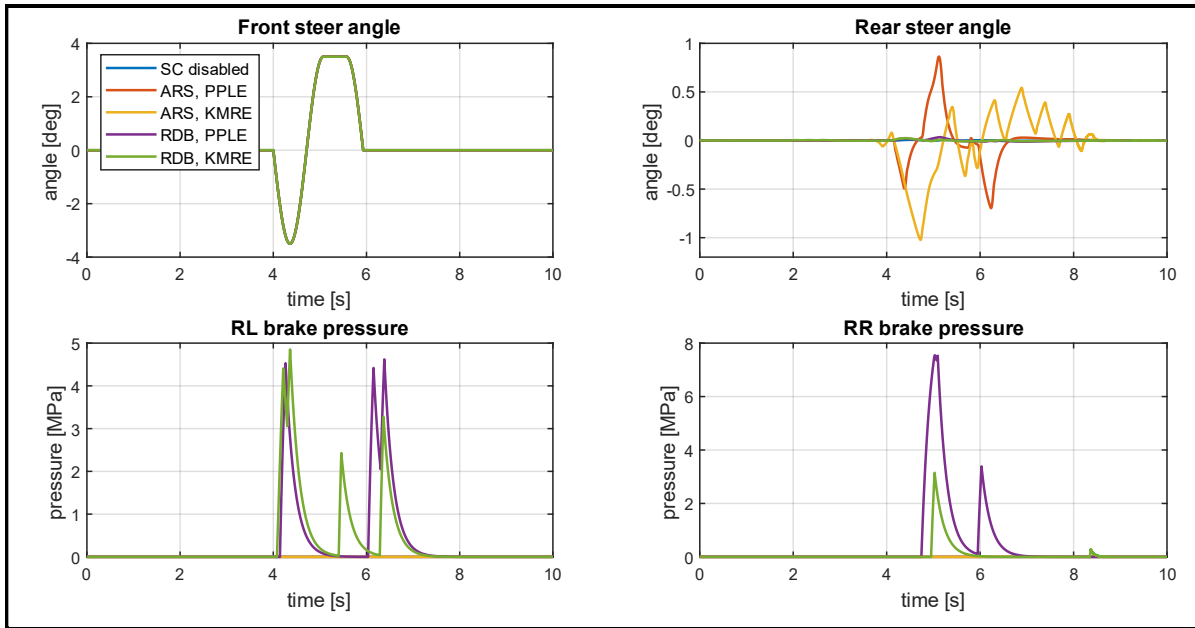 Front steer angle
angle [deg]
4
2
0
-2
-4
SC disabled
ARS, PPLE
ARS, KMRE
RDB, PPLE
RDB, KMRE
0 2 4 6 8 10
time [s]
Rear steer angle
angle [deg]
1
0.5
0
-0.5
-1
0 2 4 6 8 10
time [s]
RL brake pressure
pressure [MPa]
5
4
3
2
1
0
0 2 4 6 8 10
time [s]
RR brake pressure
pressure [MPa]
8
6
4
2
0
0 2 4 6 8 10
time [s]